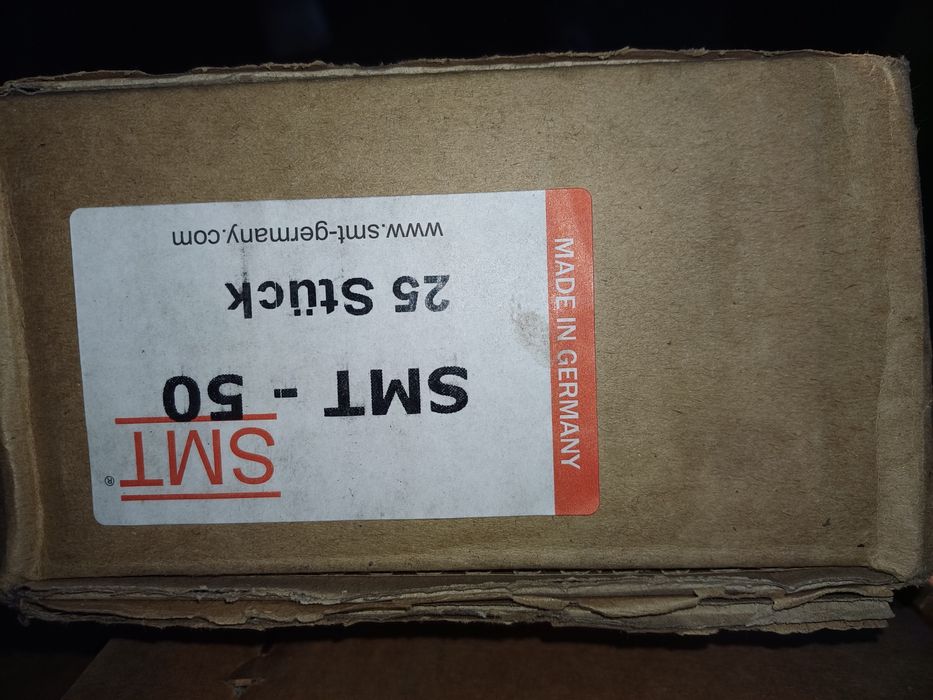 SMT®
SMT - 50
25 Stück
www.smt-germany.com
MADE IN GERMANY